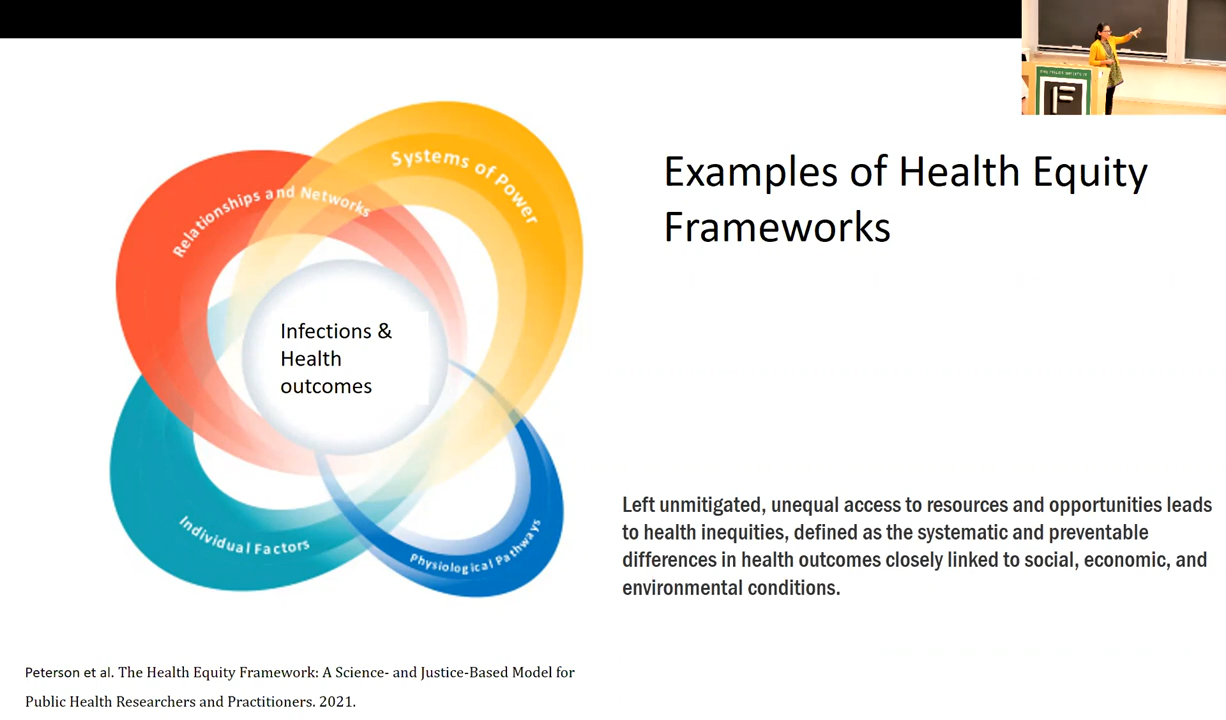 Examples of Health Equity
Frameworks
Systems of Power
Relationships and Networks
Infections &
Health
outcomes
Individual Factors
Physiological Pathways
Left unmitigated, unequal access to resources and opportunities leads
to health inequities, defined as the systematic and preventable
differences in health outcomes closely linked to social, economic, and
environmental conditions.
Peterson et al. The Health Equity Framework: A Science- and Justice-Based Model for
Public Health Researchers and Practitioners. 2021.